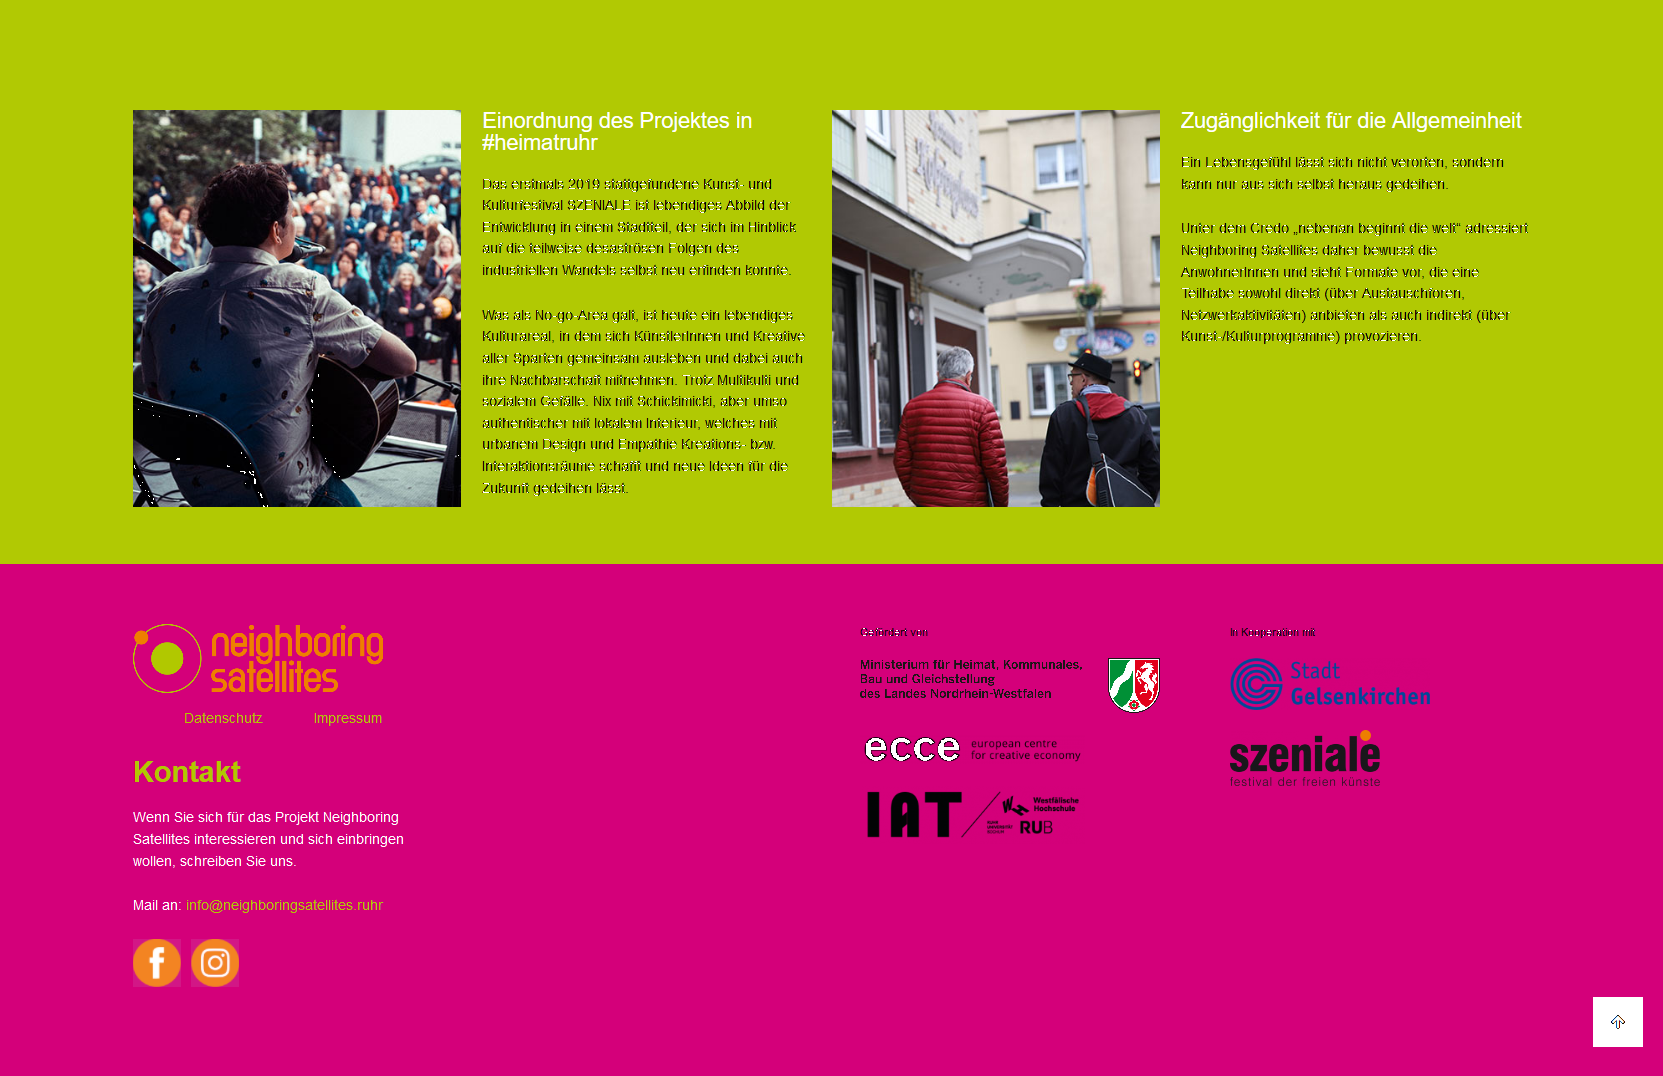 Einordnung des Projektes in
#heimatruhr
Das erstmals 2019 stattgefundene Kunst- und
Kulturfestival SZENIALE ist lebendiges Abbild der
Entwicklung in einem Stadtteil, der sich im Hinblick
auf die teilweise desaströsen Folgen des
industriellen Wandels selbst neu erfinden konnte.
Was als No-go-Area galt, ist heute ein lebendiges
Kulturareal, in dem sich KünstlerInnen und Kreative
aller Sparten gemeinsam ausleben und dabei auch
ihre Nachbarschaft mitnehmen. Trotz Multikulti und
sozialem Gefälle. Nix mit Schickimicki, aber umso
authentischer mit lokalem Interieur, welches mit
urbanem Design und Empathie Kreations- bzw.
Interaktionsräume schafft und neue Ideen für die
Zukunft gedeihen lässt.
Zugänglichkeit für die Allgemeinheit
Ein Lebensgefühl lässt sich nicht verorten, sondern
kann nur aus sich selbst heraus gedeihen.
Unter dem Credo „nebenan beginnt die welt“ adressiert
Neighboring Satellites daher bewusst die
AnwohnerInnen und sieht Formate vor, die eine
Teilhabe sowohl direkt (über Austauschforen,
Netzwerkaktivitäten) anbieten als auch indirekt (über
Kunst-/Kulturprogramme) provozieren.
neighboring
satellites
Datenschutz Impressum
Kontakt
Wenn Sie sich für das Projekt Neighboring
Satellites interessieren und sich einbringen
wollen, schreiben Sie uns.
Mail an: info@neighboringsatellites.ruhr
Gefördert von
Ministerium für Heimat, Kommunales,
Bau und Gleichstellung
des Landes Nordrhein-Westfalen
ecce european centre
for creative economy
IAT
Westfälische
Hochschule
RUB
In Kooperation mit
Stadt
Gelsenkirchen
szeniale
festival der freien künste